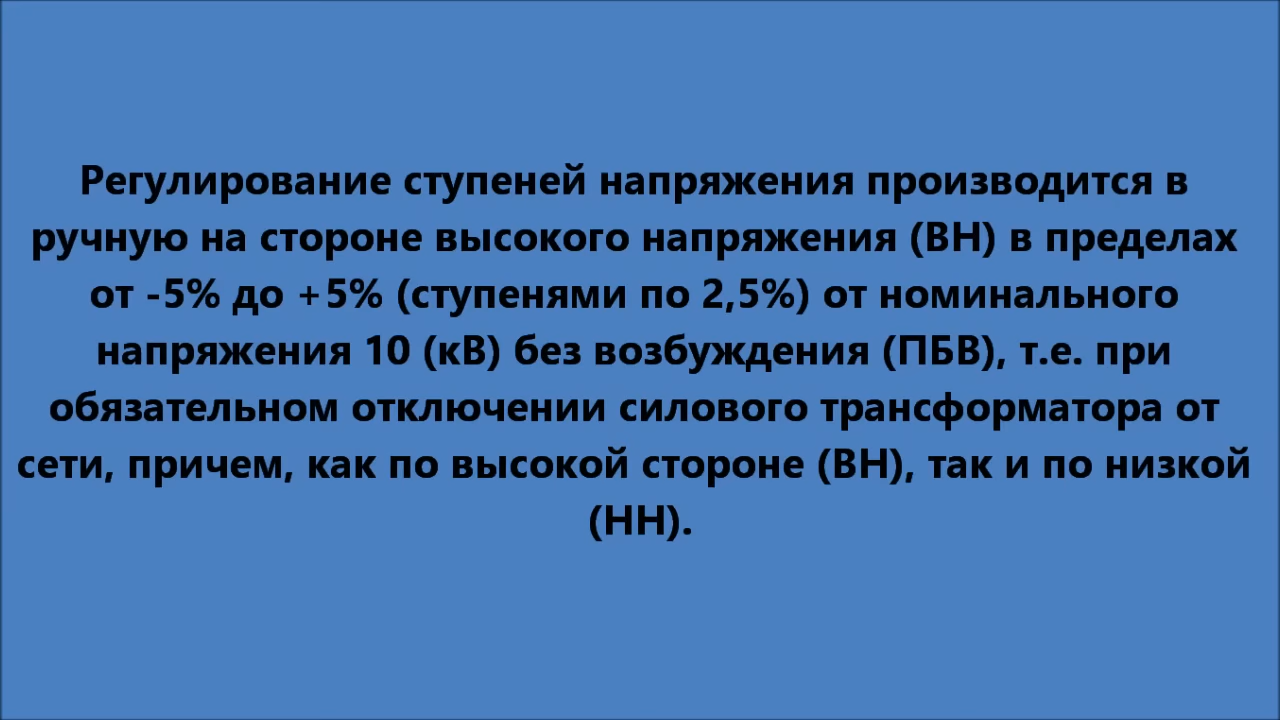 Регулирование ступеней напряжения производится в
ручную на стороне высокого напряжения (ВН) в пределах
от -5% до +5% (ступенями по 2,5%) от номинального
напряжения 10 (кВ) без возбуждения (ПБВ), т.е. при
обязательном отключении силового трансформатора от
сети, причем, как по высокой стороне (ВН), так и по низкой
(НН).